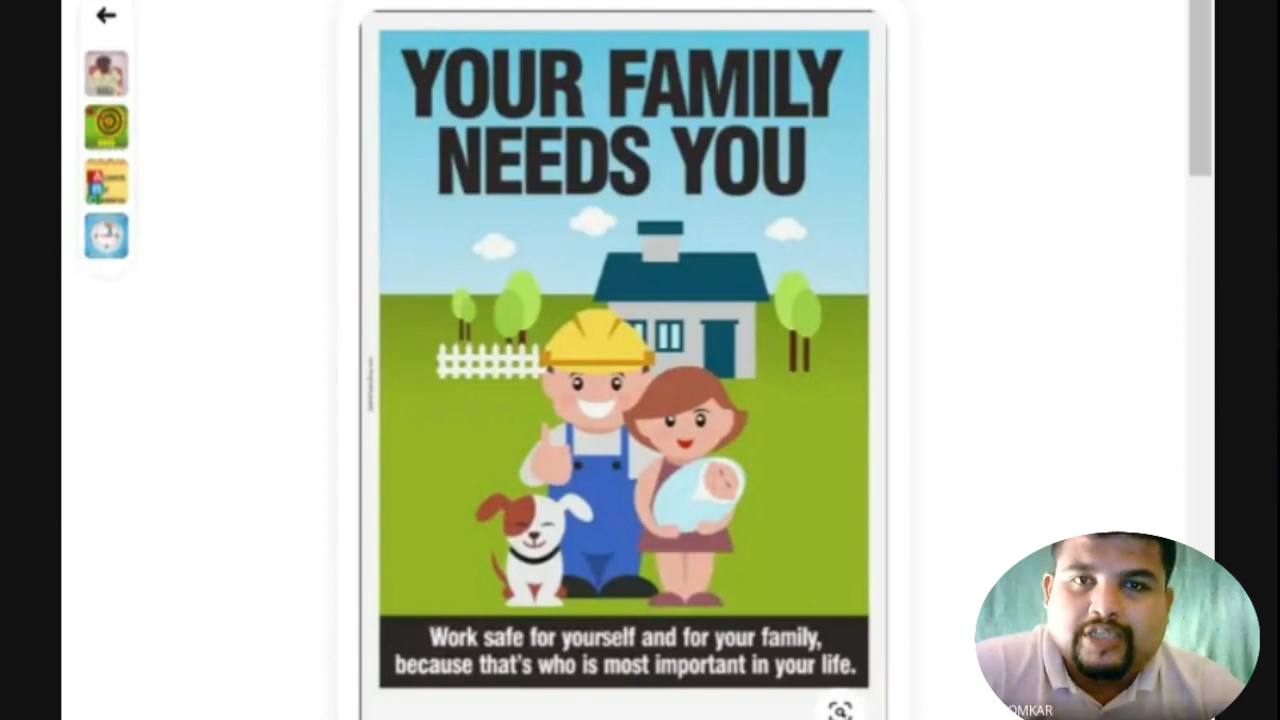 YOUR FAMILY
NEEDS YOU
Work safe for yourself and for your family,
because that's who is most important in your life.
OMKAR